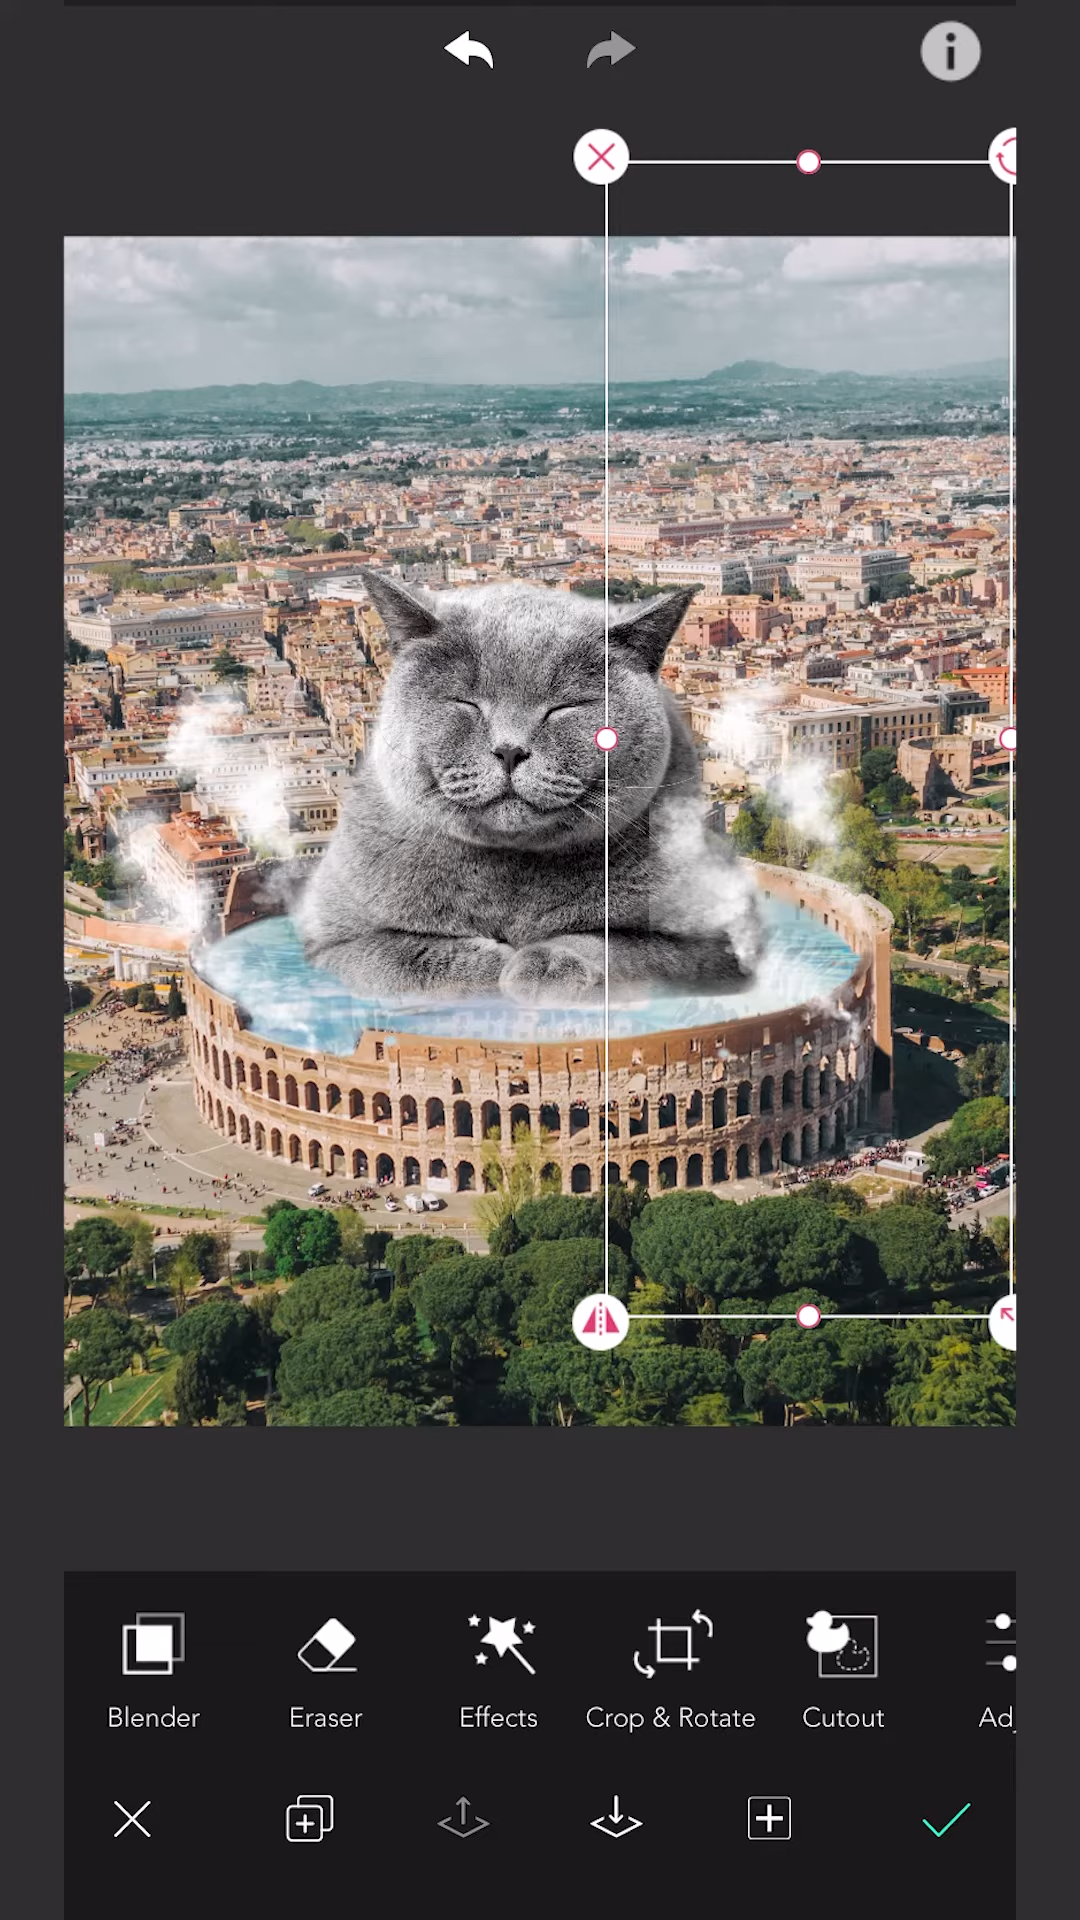 Blender
Eraser
Effects
Crop & Rotate
Cutout